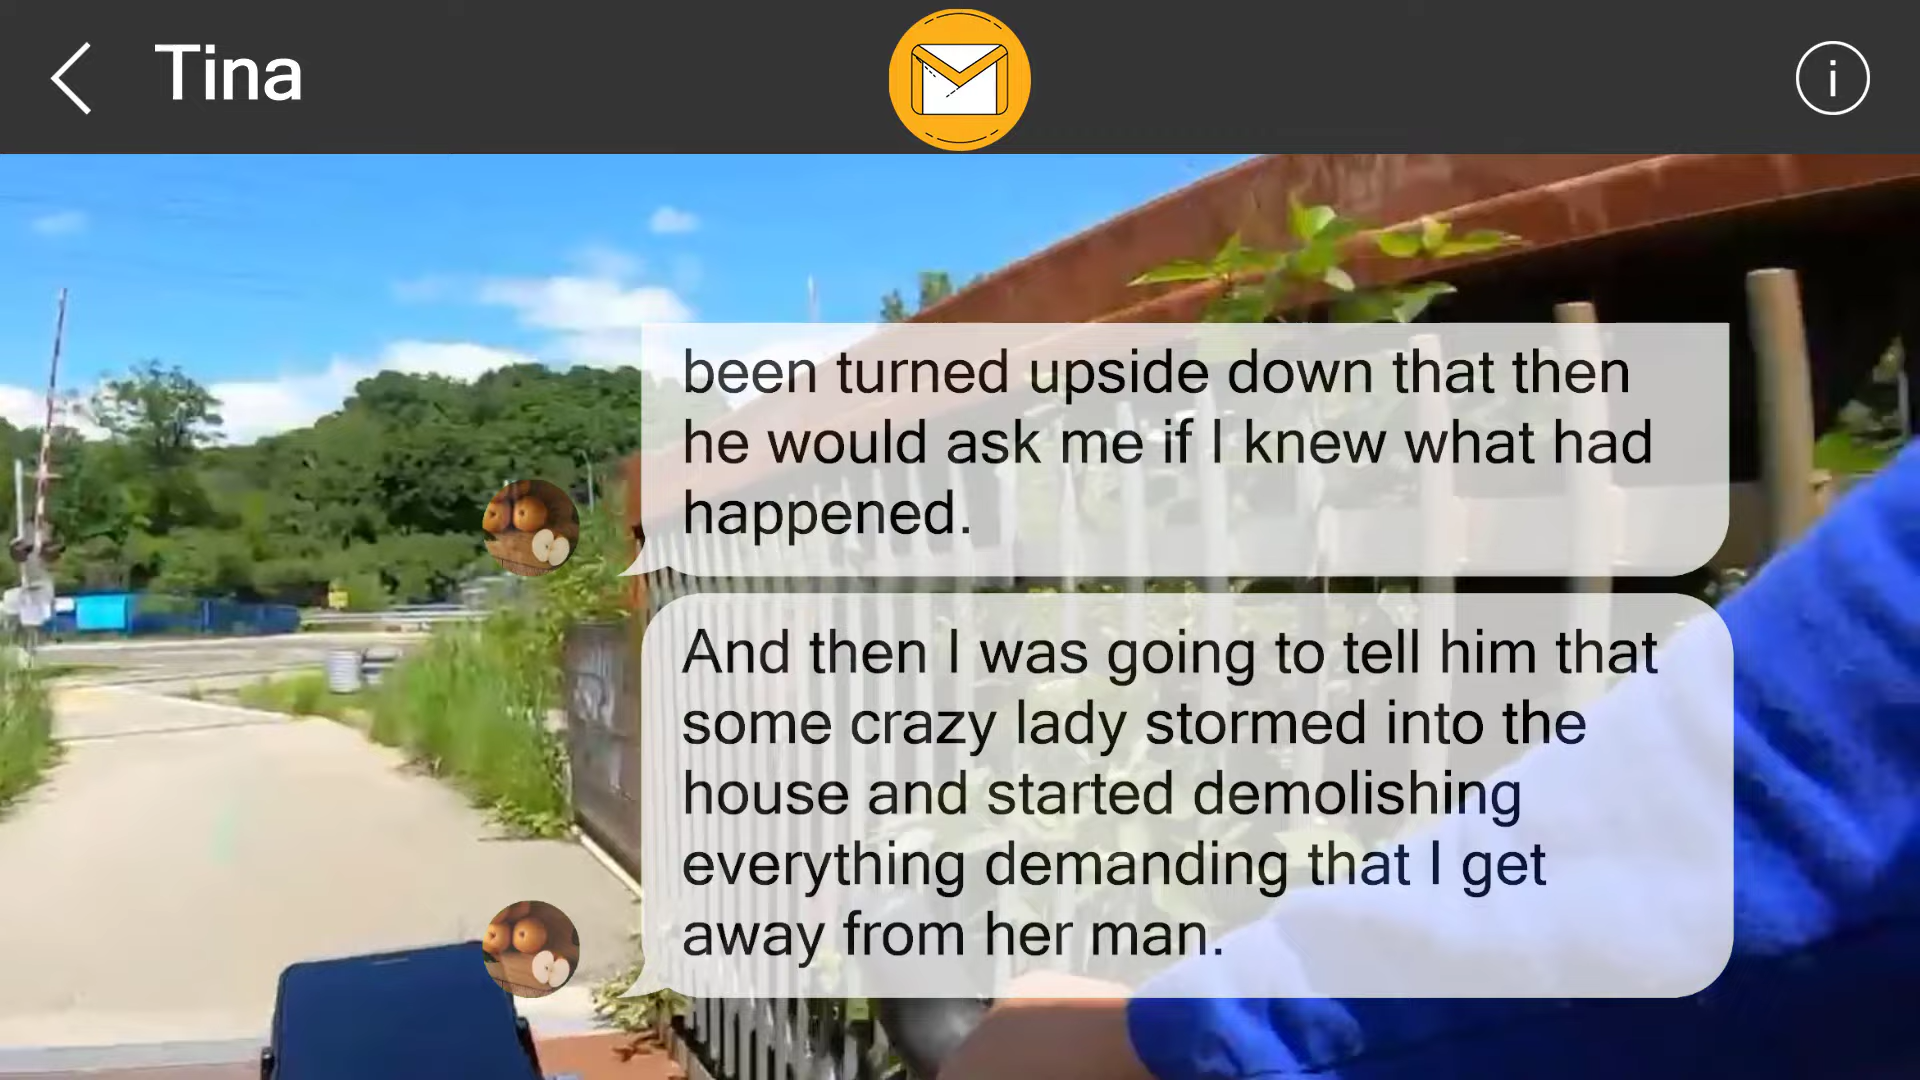 Tina
i
been turned upside down that then
he would ask me if I knew what had
happened.
And then I was going to tell him that
some crazy lady stormed into the
house and started demolishing
everything demanding that I get
away from her man.